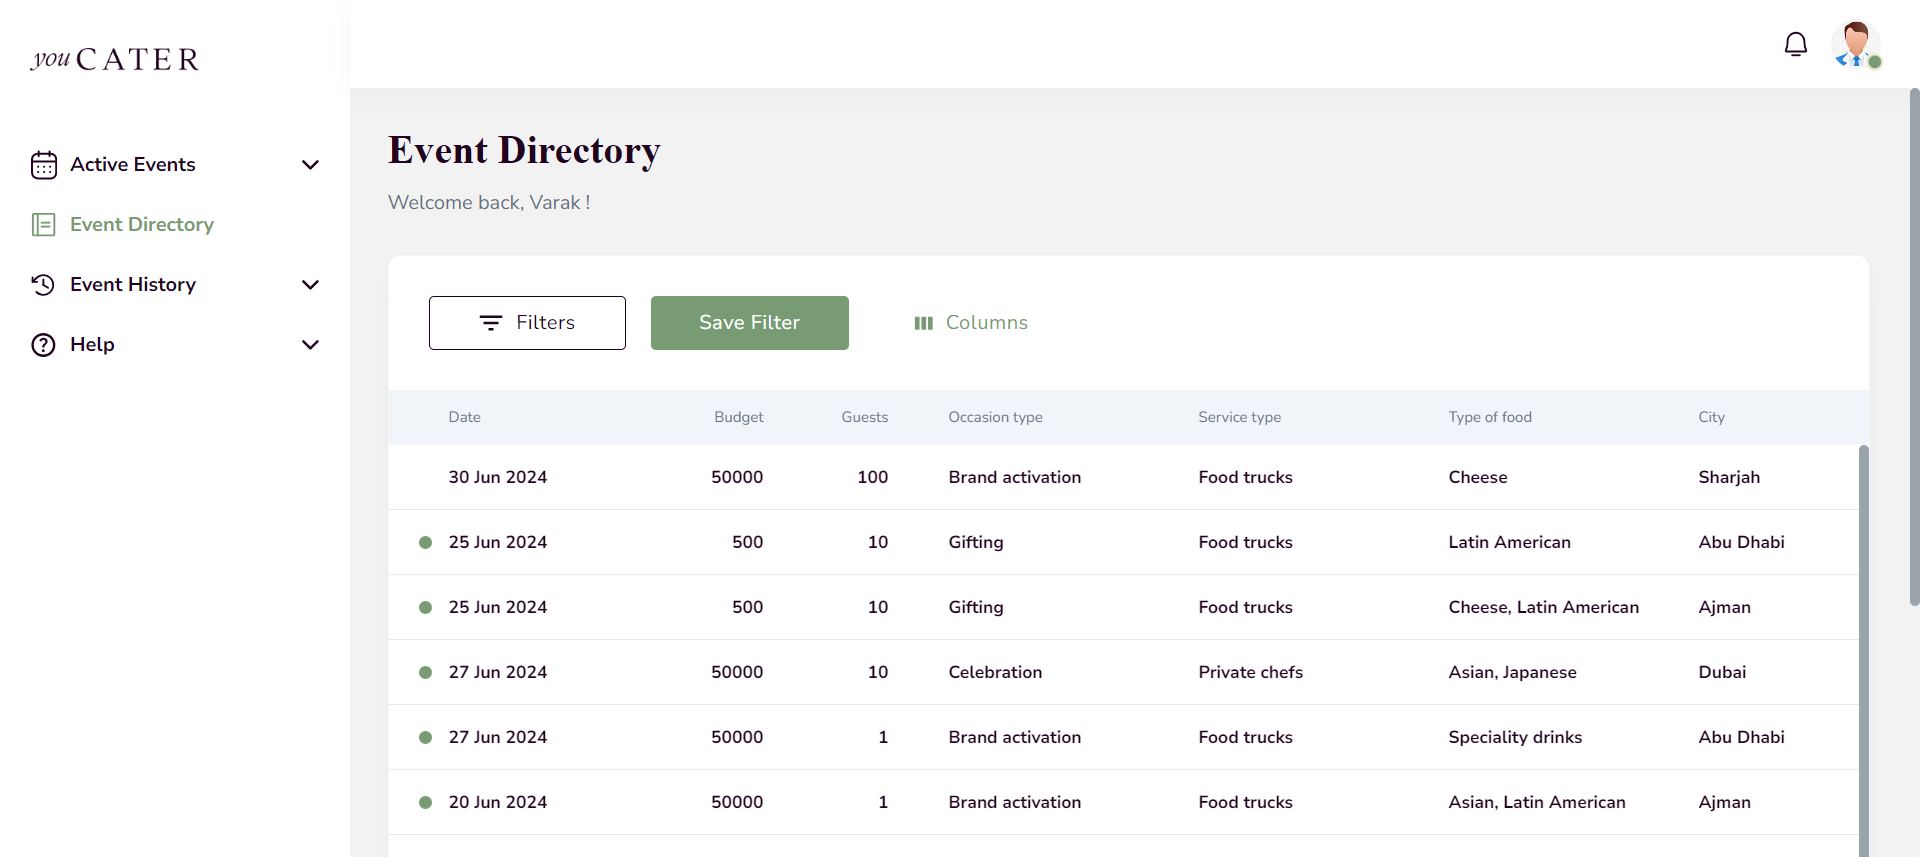 you CATER
Active Events
Event Directory
Event History
Help
Event Directory
Welcome back, Varak !
Filters Save Filter Columns
Date Budget Guests Occasion type Service type Type of food City
30 Jun 2024 50000 100 Brand activation Food trucks Cheese Sharjah
25 Jun 2024 500 10 Gifting Food trucks Latin American Abu Dhabi
25 Jun 2024 500 10 Gifting Food trucks Cheese, Latin American Ajman
27 Jun 2024 50000 10 Celebration Private chefs Asian, Japanese Dubai
27 Jun 2024 50000 1 Brand activation Food trucks Speciality drinks Abu Dhabi
20 Jun 2024 50000 1 Brand activation Food trucks Asian, Latin American Ajman